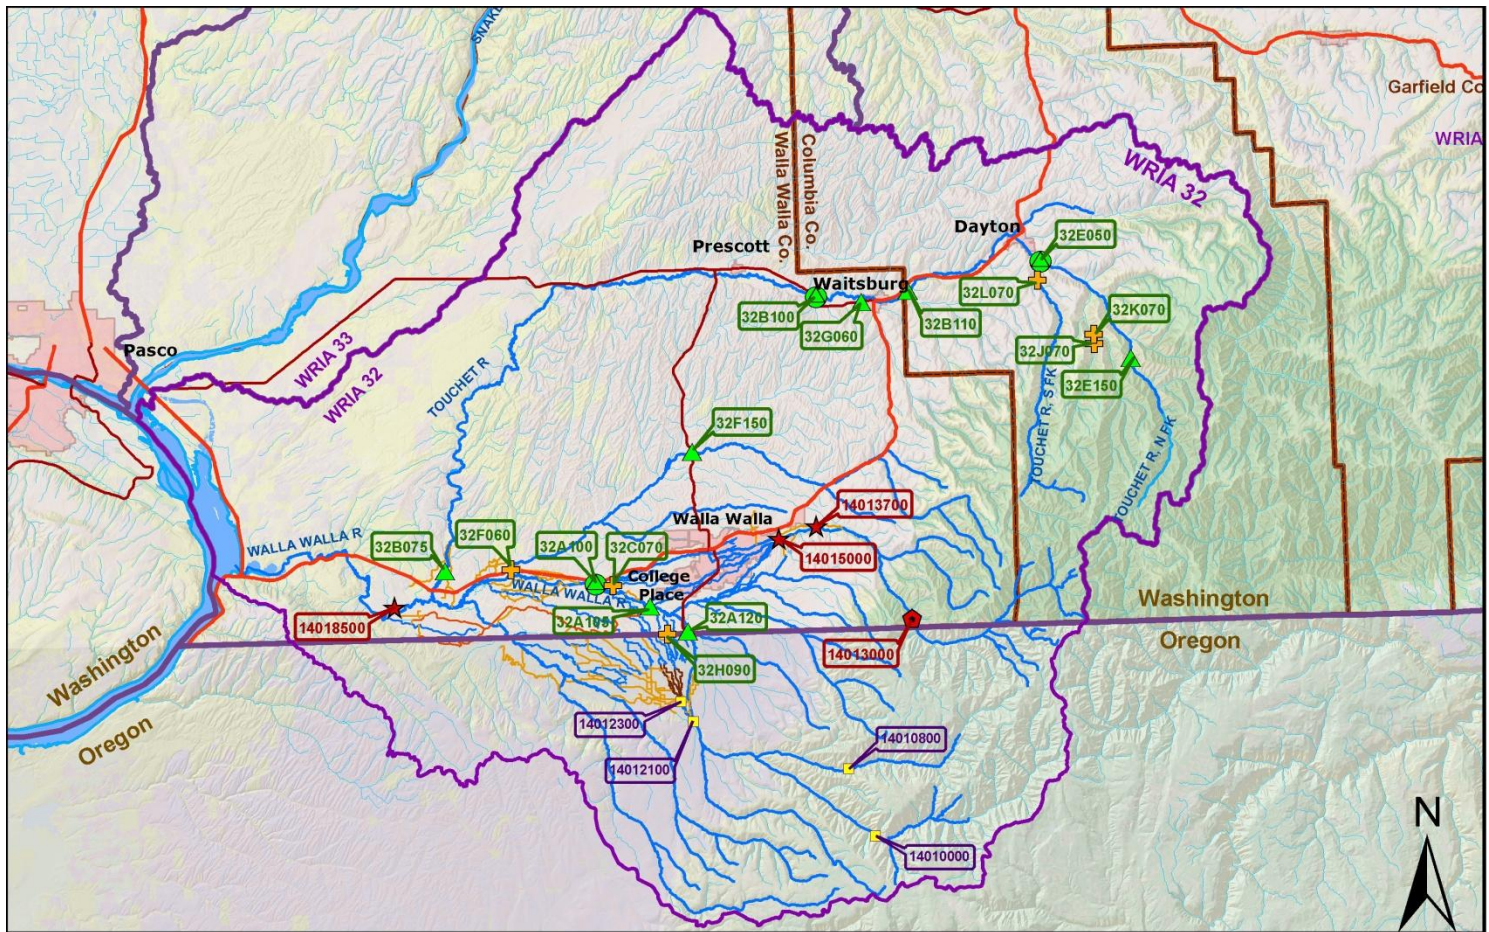 SNAKE
Garfield Co
WRIA
Columbia Co.
Walla Walla Co.
WRIA 32
Dayton
32E050
Prescott
Waitsburg
32L070
32B100
32G060
32B110
32K070
32J070
32E150
Pasco
WRIA 33
WRIA 32
TOUCHET R
TOUCHET R, S FK
TOUCHET R, N FK
32F150
14013700
Walla Walla
14015000
WALLA WALLA R
32B075
32F060
32A100
32C070
College
Place
WALLA WALLA R
32A105
32A120
14018500
Washington
Oregon
14013000
32H090
Washington
Oregon
14012300
14012100
14010800
14010000
N